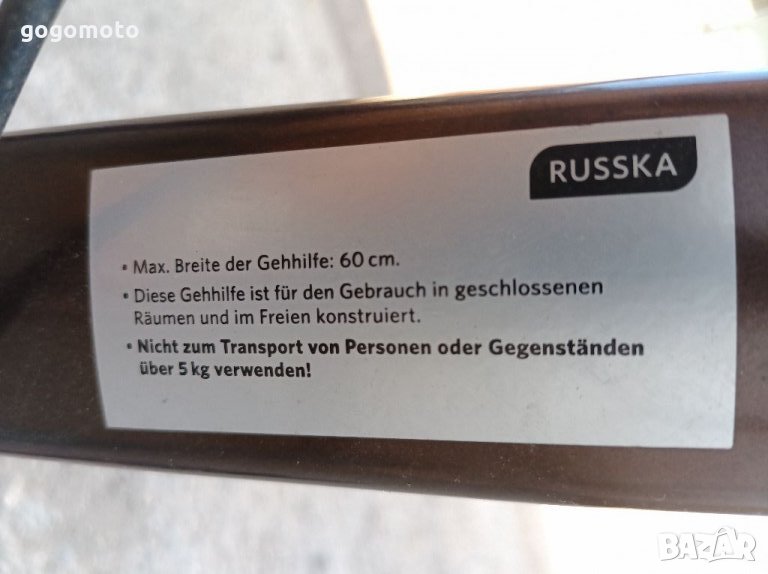 gogomoto
RUSSKA
• Max. Breite der Gehhilfe: 60 cm.
• Diese Gehhilfe ist für den Gebrauch in geschlossenen
Räumen und im Freien konstruiert.
• Nicht zum Transport von Personen oder Gegenständen
über 5 kg verwenden!
BAZAR